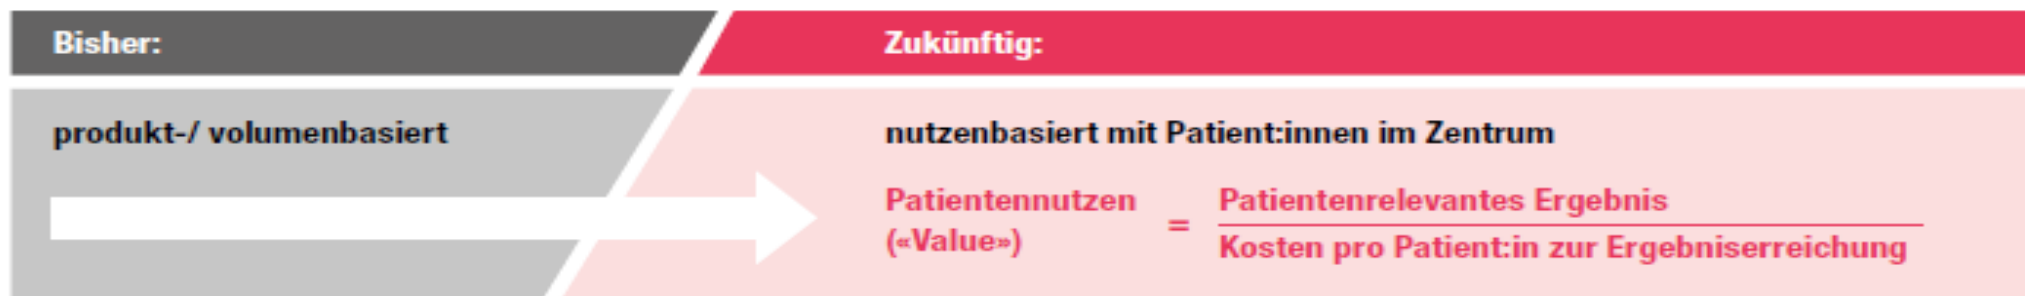 Bisher:
Zukünftig:
produkt-/ volumenbasiert
nutzenbasiert mit Patient:innen im Zentrum
Patientennutzen
(«Value»)
=
Patientenrelevantes Ergebnis
Kosten pro Patient:in zur Ergebniserreichung